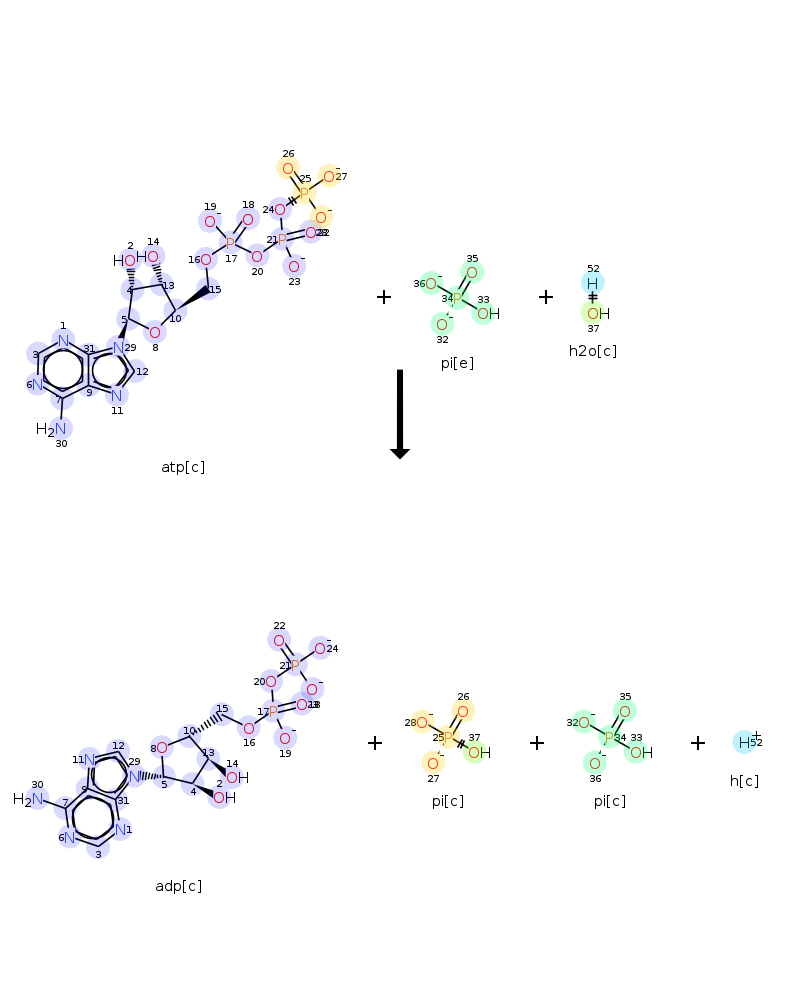 26
25
O
O⁻ 27
P
19
18
24
O
O⁻
O⁻
O
P
21
O
2
14
HO
HO
16
O
17
O
20
O⁻
23
4
13
15
5
10
O
8
1
N
3
31
N 29
12
6 N
7
9
N
11
H₂N
30
atp[c]
+
35
36 O⁻
O
34 P
33
OH
O⁻
32
pi[e]
+
52
H
OH
37
h2o[c]
22
O
21 P
O⁻ 24
20 O
O⁻
15
17 P
O
10
O
16
O⁻
19
8 O
13
14
OH
12
11 N
29
N
5
4
2
OH
30
H₂N
7
9
31
6 N
N 1
3
adp[c]
+
26
28 O⁻
O
25 P
37
OH
O⁻
27
pi[c]
+
35
32 O⁻
O
P 34
33
OH
O⁻
36
pi[c]
+
H⁺ 52
h[c]